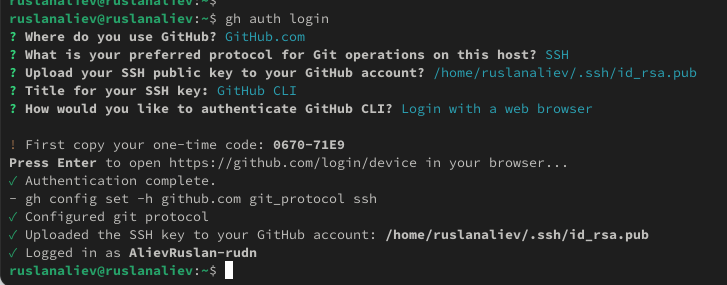 ruslanaliev@ruslanaliev:~$
ruslanaliev@ruslanaliev:~$ gh auth login
? Where do you use GitHub? GitHub.com
? What is your preferred protocol for Git operations on this host? SSH
? Upload your SSH public key to your GitHub account? /home/ruslanaliev/.ssh/id_rsa.pub
? Title for your SSH key: GitHub CLI
? How would you like to authenticate GitHub CLI? Login with a web browser
! First copy your one-time code: 0670-71E9
Press Enter to open https://github.com/login/device in your browser...
✓ Authentication complete.
- gh config set -h github.com git_protocol ssh
✓ Configured git protocol
✓ Uploaded the SSH key to your GitHub account: /home/ruslanaliev/.ssh/id_rsa.pub
✓ Logged in as AlievRuslan-rudn
ruslanaliev@ruslanaliev:~$